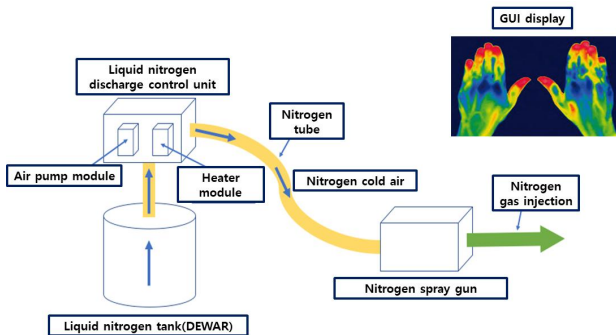 GUI display
Liquid nitrogen
discharge control unit
Nitrogen
tube
Air pump module
Heater
module
Nitrogen cold air
Nitrogen
gas injection
Nitrogen spray gun
Liquid nitrogen tank(DEWAR)